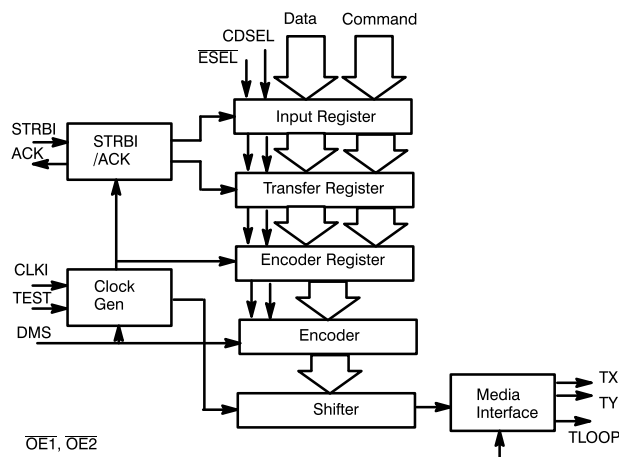 Data
Command
CDSEL
ESEL
Input Register
STRBI
ACK
STRBI
/ACK
Transfer Register
Encoder Register
CLKI
TEST
Clock
Gen
DMS
Encoder
Shifter
Media
Interface
TX
TY
TLOOP
OE1, OE2